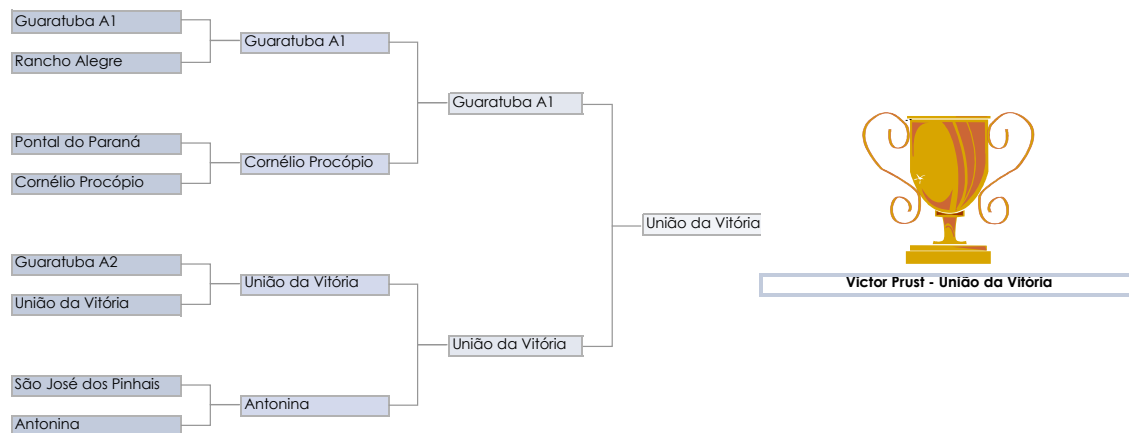 Guaratuba A1
Rancho Alegre
Pontal do Paraná
Cornélio Procópio
Guaratuba A2
União da Vitória
São José dos Pinhais
Antonina
Guaratuba A1
Cornélio Procópio
União da Vitória
Antonina
Guaratuba A1
União da Vitória
União da Vitória
Victor Prust - União da Vitória